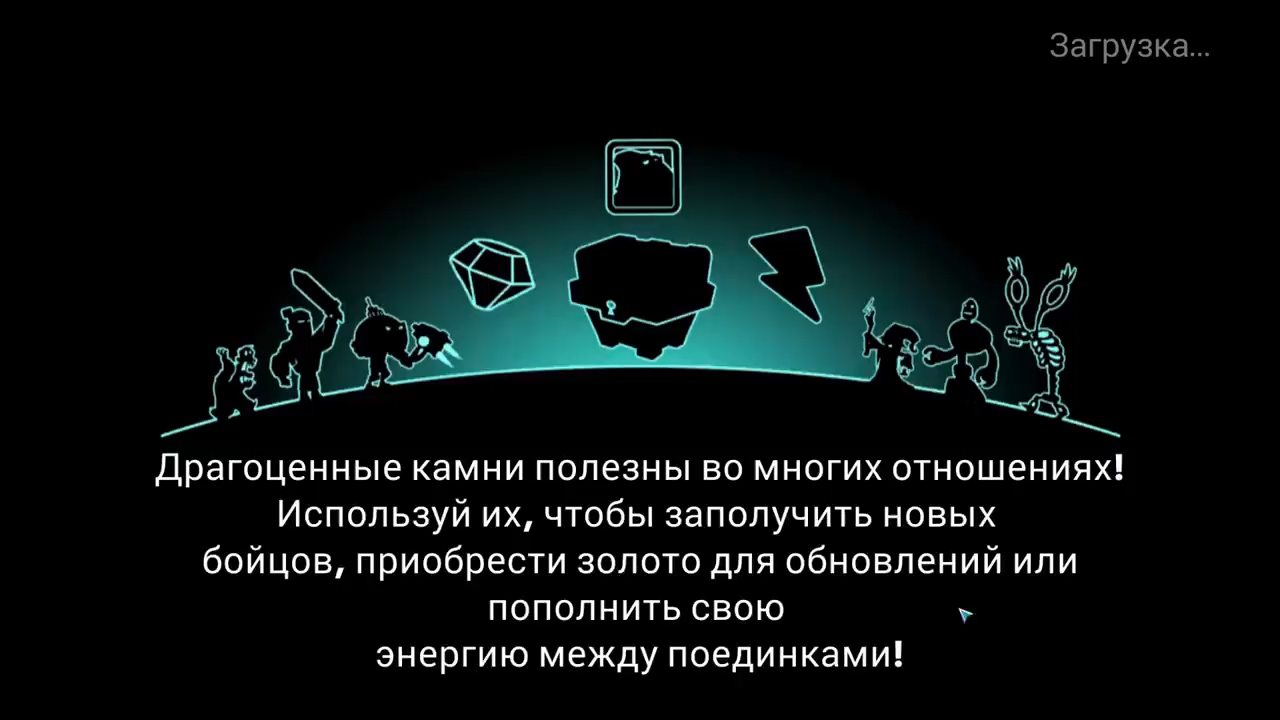 Загрузка...
Драгоценные камни полезны во многих отношениях!
Используй их, чтобы заполучить новых
бойцов, приобрести золото для обновлений или
пополнить свою
энергию между поединками!